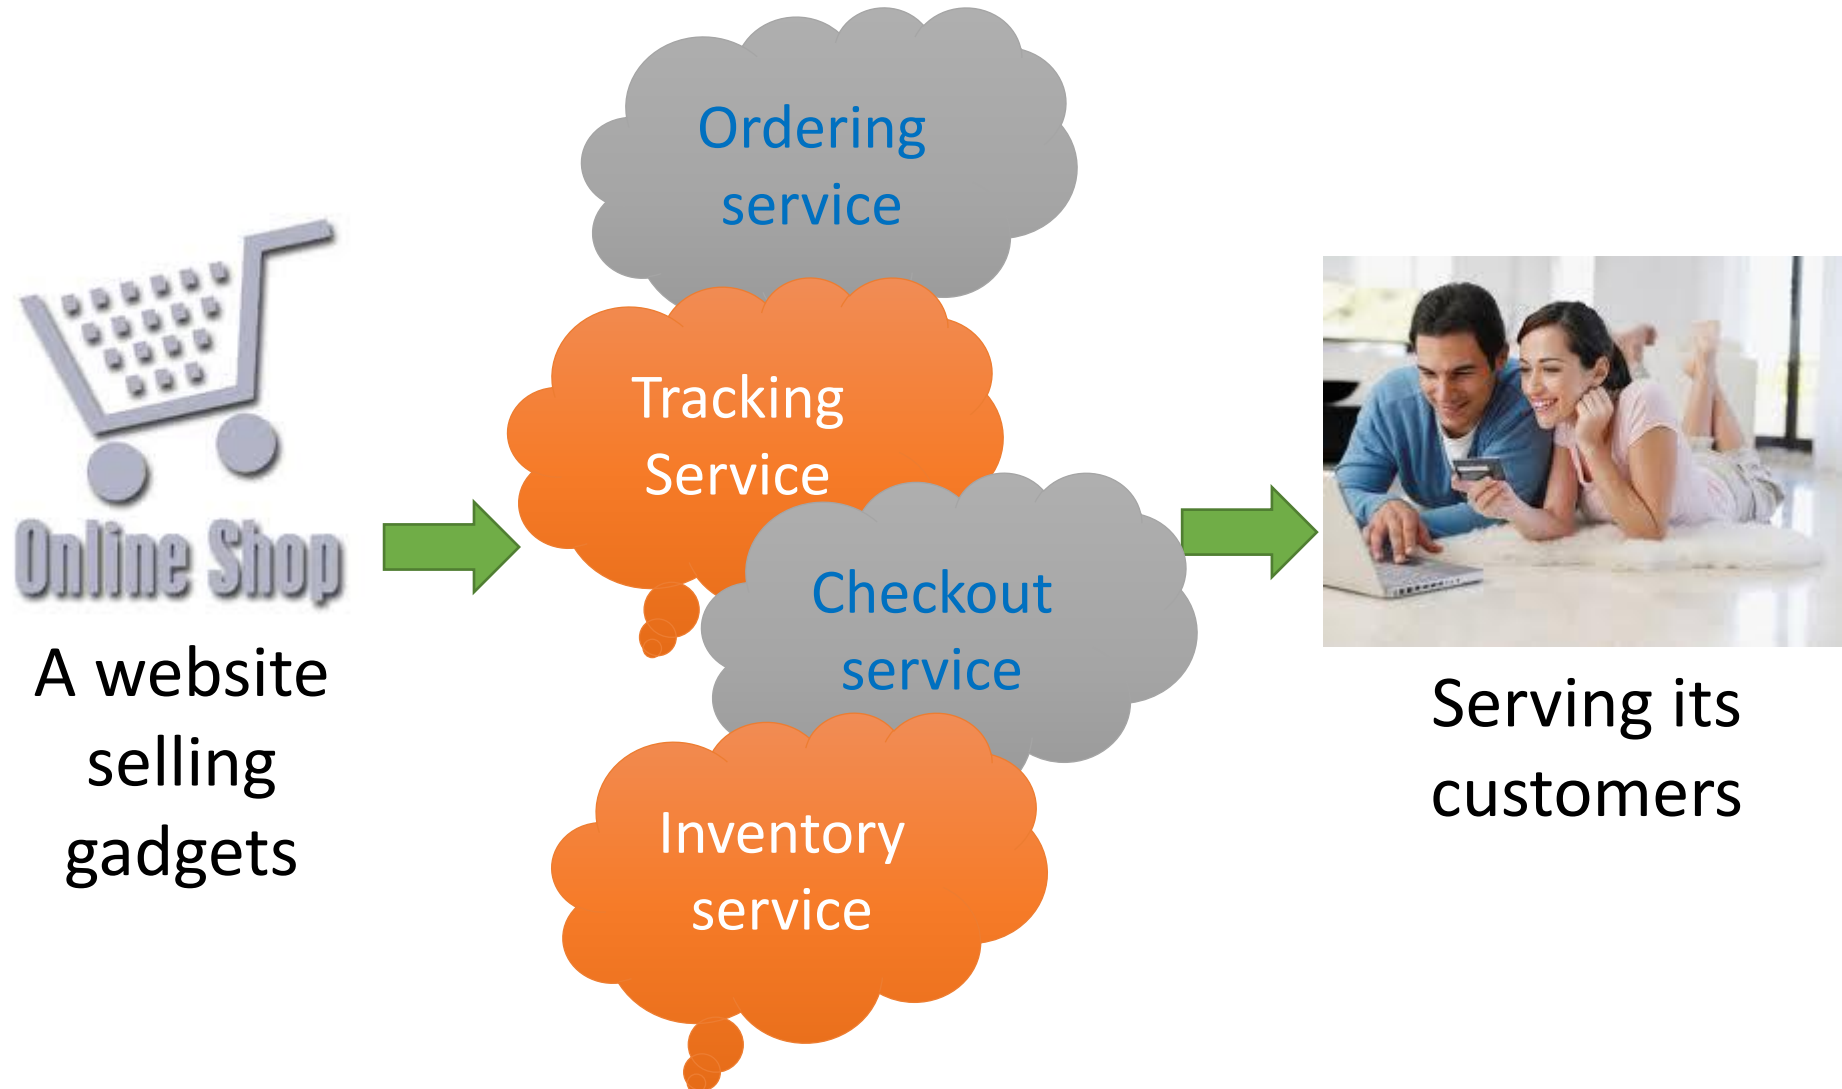 Ordering
service
Tracking
Service
Online Shop
Checkout
service
A website
selling
gadgets
Serving its
customers
Inventory
service